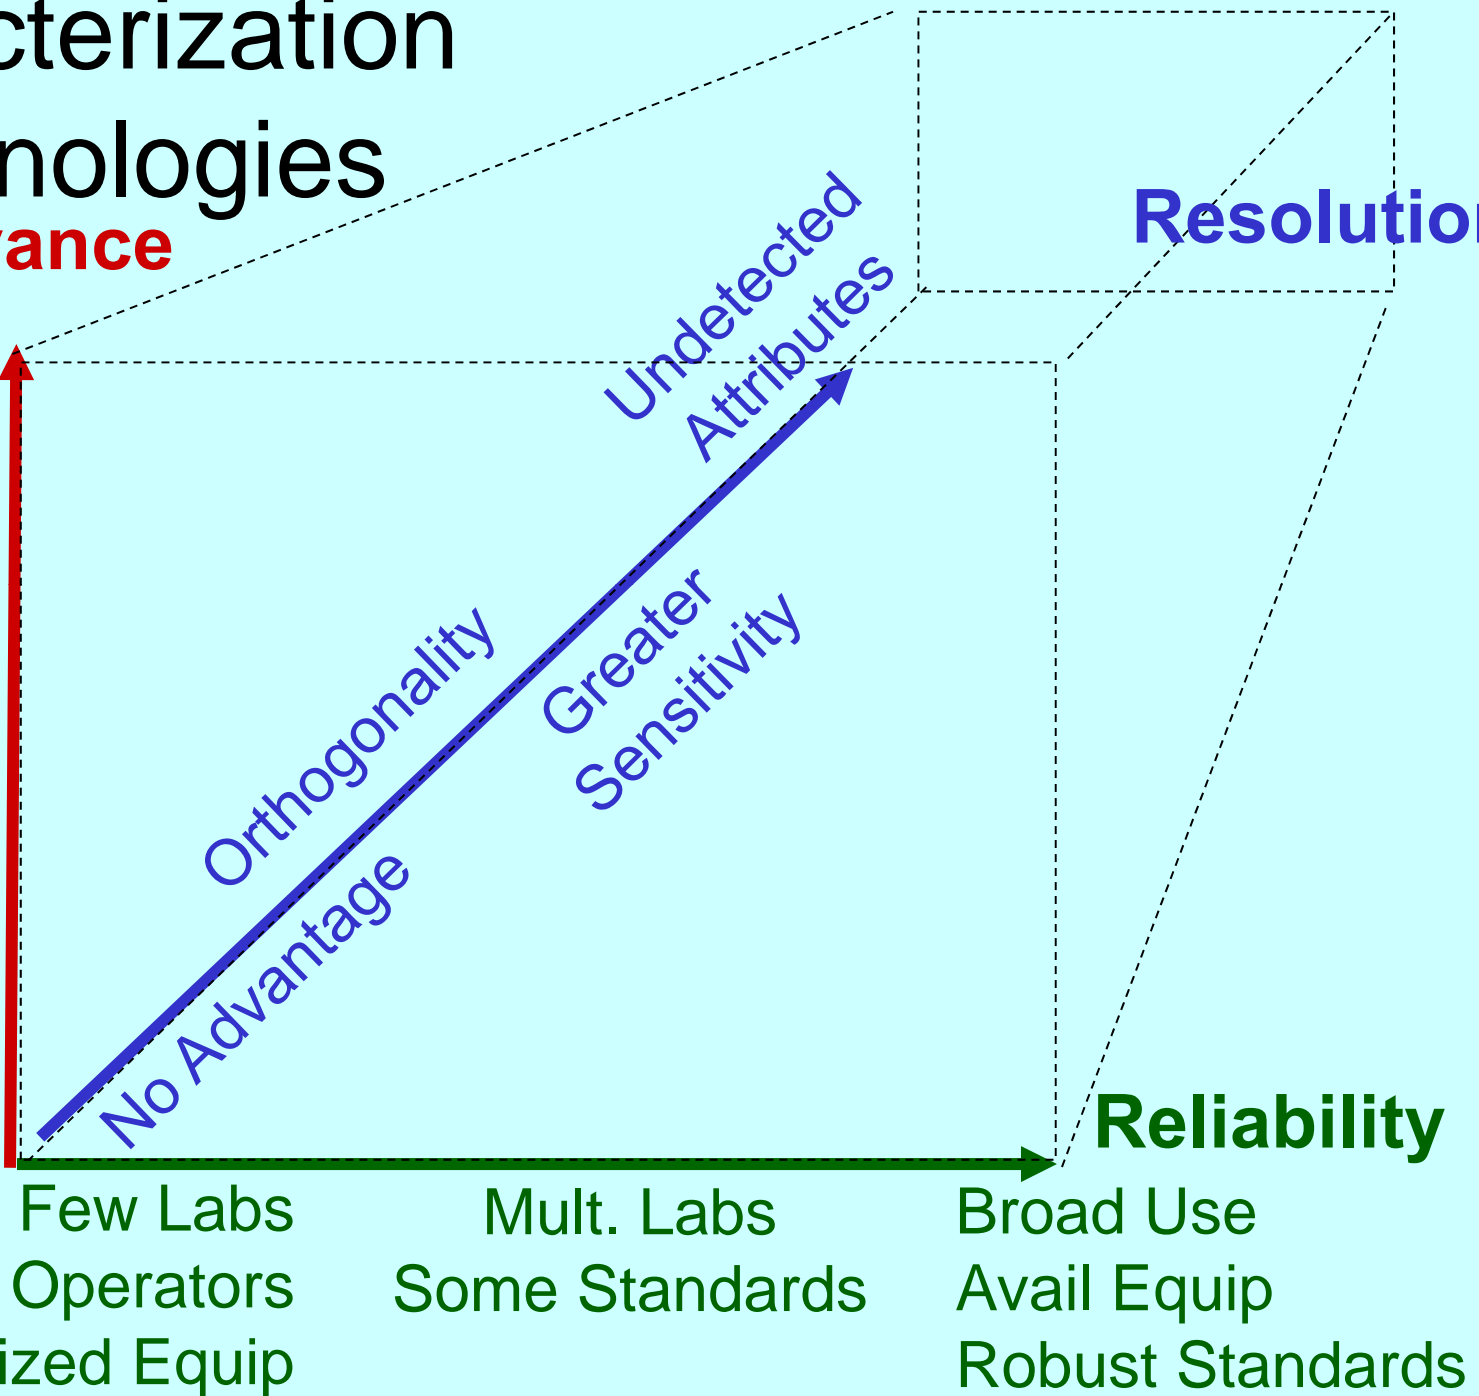 cterization
nologies
vance
Resolution
Undetected
Attributes
Orthogonality
Greater
Sensitivity
No Advantage
Reliability
Few Labs
Operators
ized Equip
Mult. Labs
Some Standards
Broad Use
Avail Equip
Robust Standards